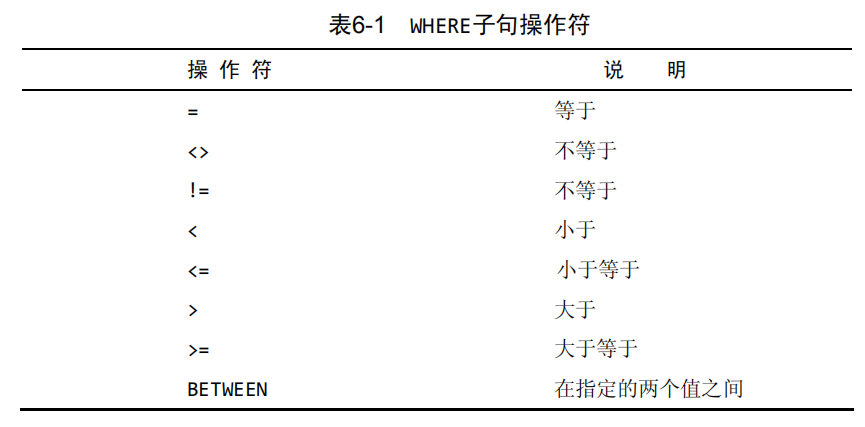 表6-1 WHERE子句操作符
操 作 符 说 明
= 等于
<> 不等于
!= 不等于
< 小于
<= 小于等于
> 大于
>= 大于等于
BETWEEN 在指定的两个值之间